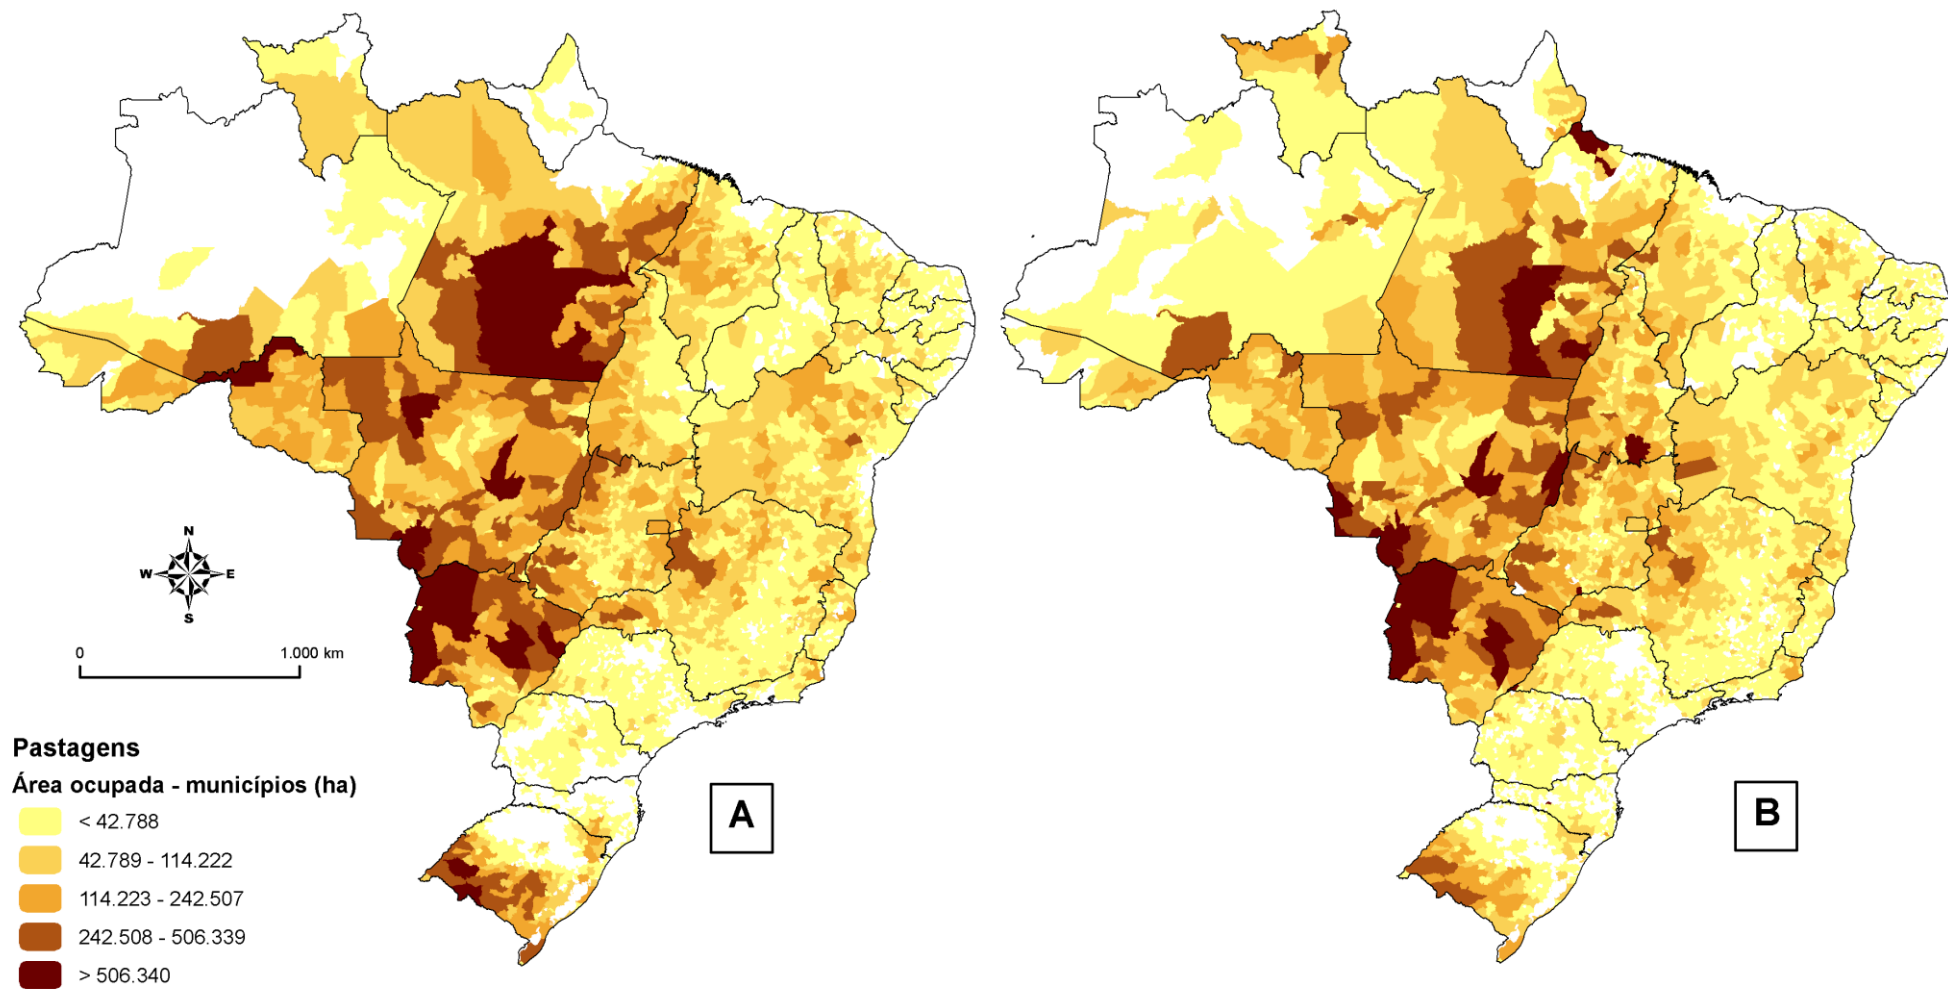 N
W E
S
0 1.000 km
Pastagens
Área ocupada - municípios (ha)
< 42.788
42.789 - 114.222
114.223 - 242.507
242.508 - 506.339
> 506.340
A
B